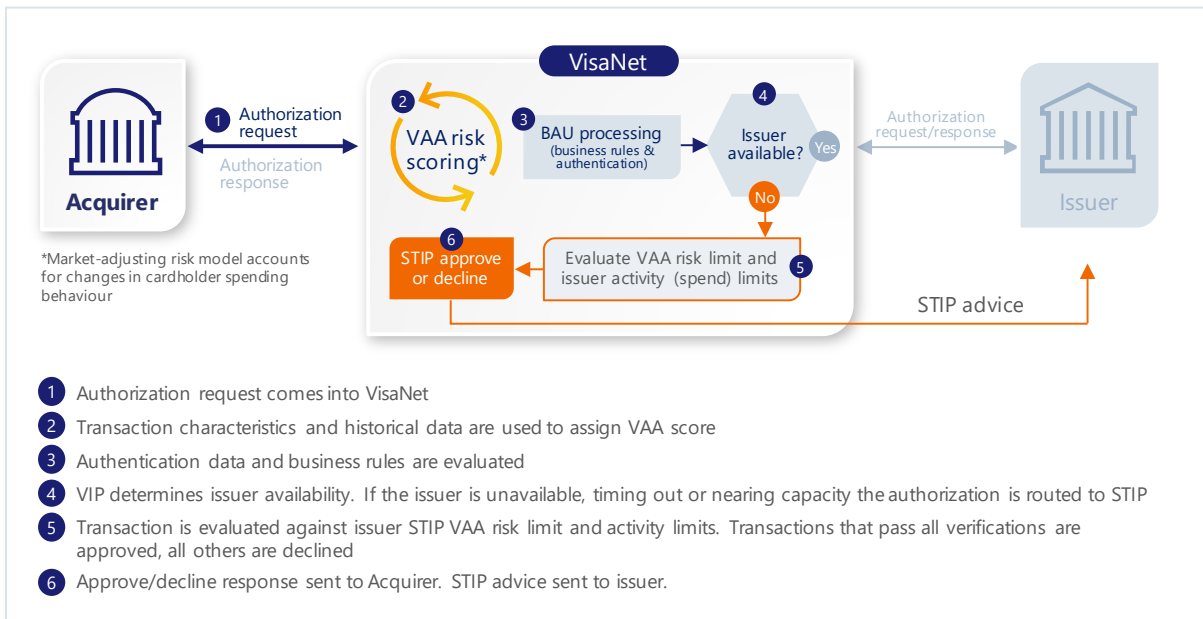 VisaNet
1 Authorization
request
Authorization
response
Acquirer
2
VAA risk
scoring*
3
BAU processing
(business rules &
authentication)
4
Issuer
available?
Yes
No
Authorization
request/response
Issuer
*Market-adjusting risk model accounts
for changes in cardholder spending
behaviour
6
STIP approve
or decline
Evaluate VAA risk limit and
issuer activity (spend) limits
5
STIP advice
1 Authorization request comes into VisaNet
2 Transaction characteristics and historical data are used to assign VAA score
3 Authentication data and business rules are evaluated
4 VIP determines issuer availability. If the issuer is unavailable, timing out or nearing capacity the authorization is routed to STIP
5 Transaction is evaluated against issuer STIP VAA risk limit and activity limits. Transactions that pass all verifications are
approved, all others are declined
6 Approve/decline response sent to Acquirer. STIP advice sent to issuer.